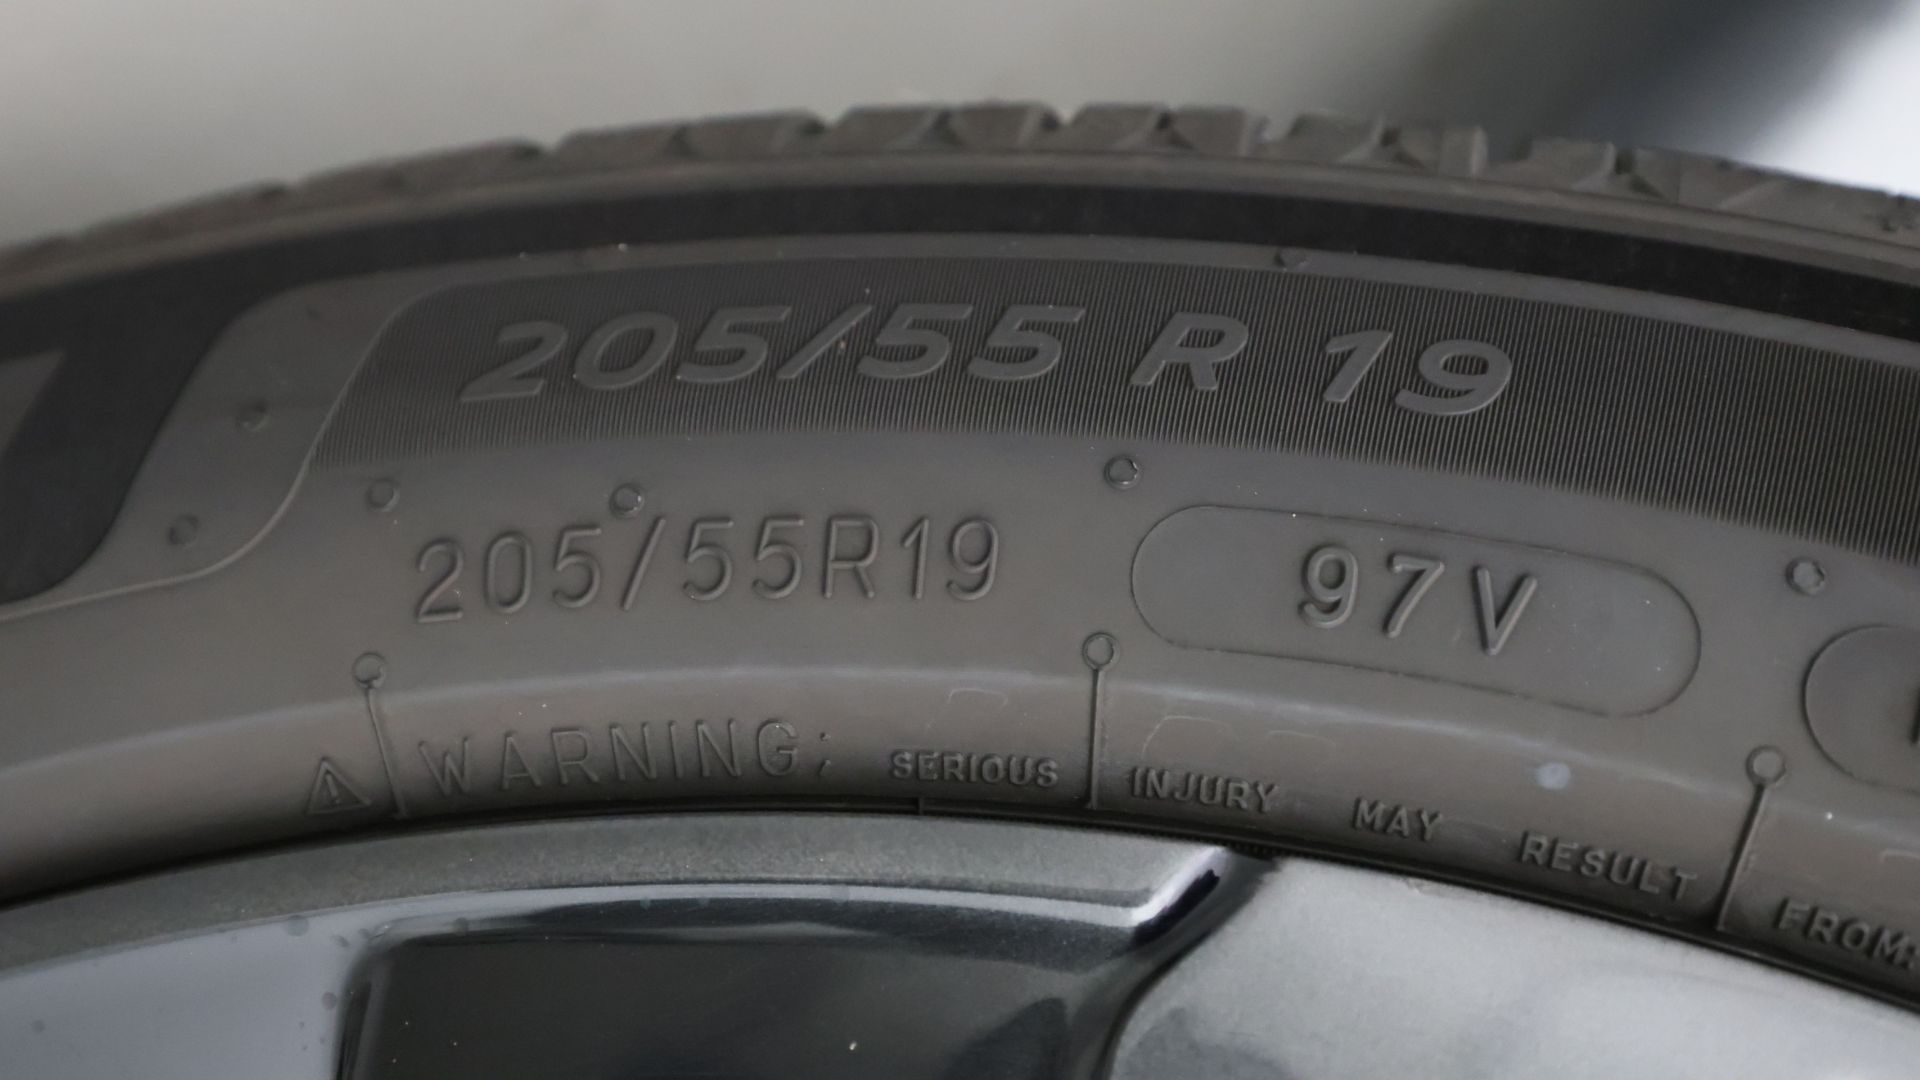 205/55 R 19
205/55R19 97V
WARNING: SERIOUS INJURY MAY RESULT FROM: